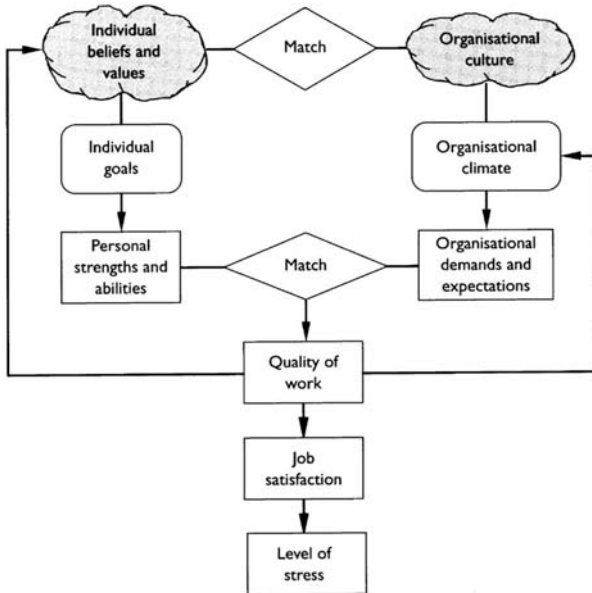 Individual
beliefs and
values
Match
Organisational
culture
Individual
goals
Organisational
climate
Personal
strengths and
abilities
Match
Organisational
demands and
expectations
Quality of
work
Job
satisfaction
Level of
stress